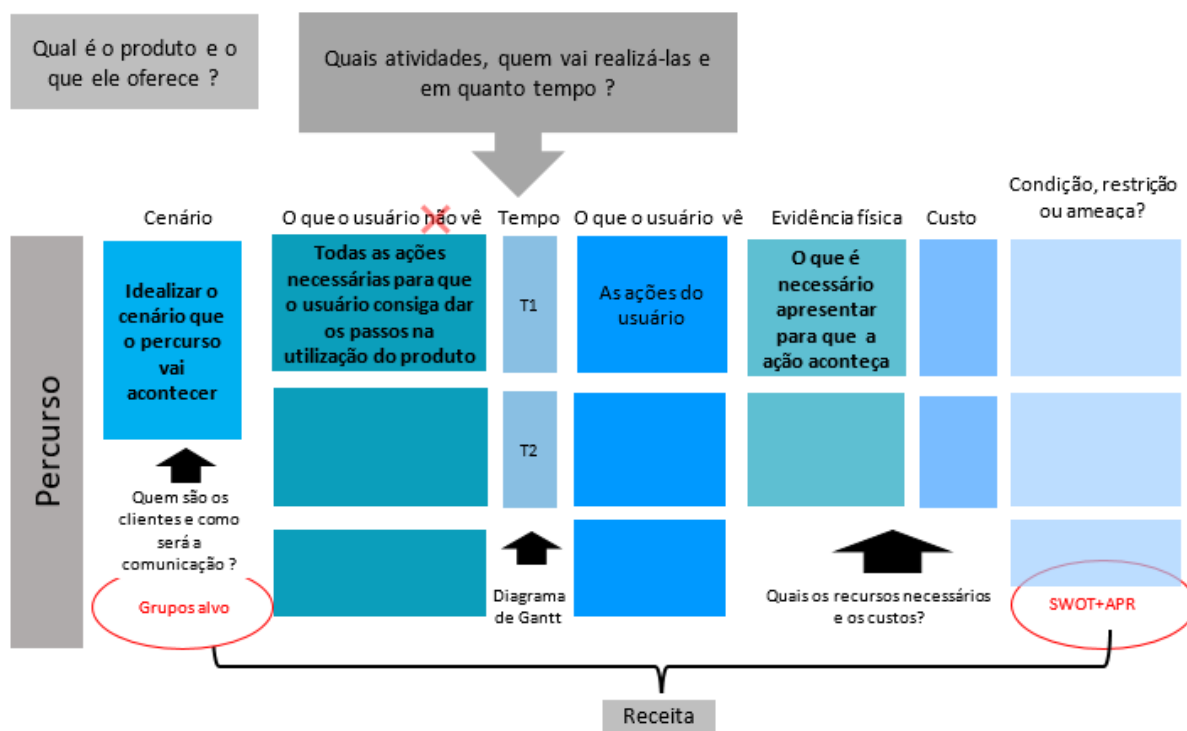 Qual é o produto e o
que ele oferece ?
Quais atividades, quem vai realizá-las e
em quanto tempo ?
Condição, restrição
ou ameaça?
Cenário
O que o usuário não vê
Tempo
O que o usuário vê
Evidência física
Custo
Percurso
Idealizar o
cenário que
o percurso
vai
acontecer
Todas as ações
necessárias para que
o usuário consiga dar
os passos na
utilização do produto
T1
As ações do
usuário
O que é
necessário
apresentar
para que a
ação aconteça
T2
Quem são os
clientes e como
será a
comunicação ?
Grupos alvo
Diagrama
de Gantt
Quais os recursos necessários
e os custos?
SWOT+APR
Receita